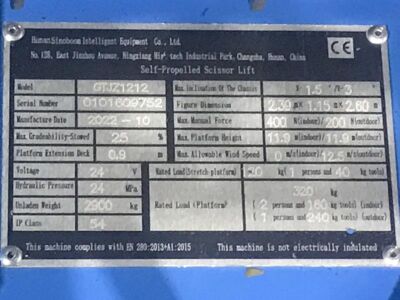 Hunan Sinoboom Intelligent Equipment Co., Ltd.
No.128, East Jinzhou Avenue, Ningxiang High-tech Industrial Park, Changsha, Hunan, China
CE
Self-Propelled Scissor Lift
Model GTJZ1212 Max.Inclination Of The Chassis X- 1.5 °/Y- 3 °
Serial Number 0101609752 Figure Dimension 2.39 m× 1.15 m× 2.60 m
Manufacture Date 2022-10 Max. Manual Force 400 N(indoor)/ 200 N(outdoor)
Max.Gradeability-Stowed 25 % Max.Platform Height 11.9 m(indoor)/ 11.9 m(outdoor)
Platform Extension Deck 0.9 m Max. Allowable Wind Speed 0 m/s(indoor)/ 12.5 m/s(outdoor)
Voltage 24 V Rated Load(Stretch platform) kg( 1 persons and 40 kg tools)
Hydraulic Pressure 24 MPa
Unladen Weight 2900 kg
IP Class 54
Rated Load (Platform) 320 kg
( 2 persons and 160 kg tools) (indoor)
( 1 persons and 240 kg tools) (outdoor)
This machine complies with EN 280:2013+A1:2015 This machine is not electrically insulated